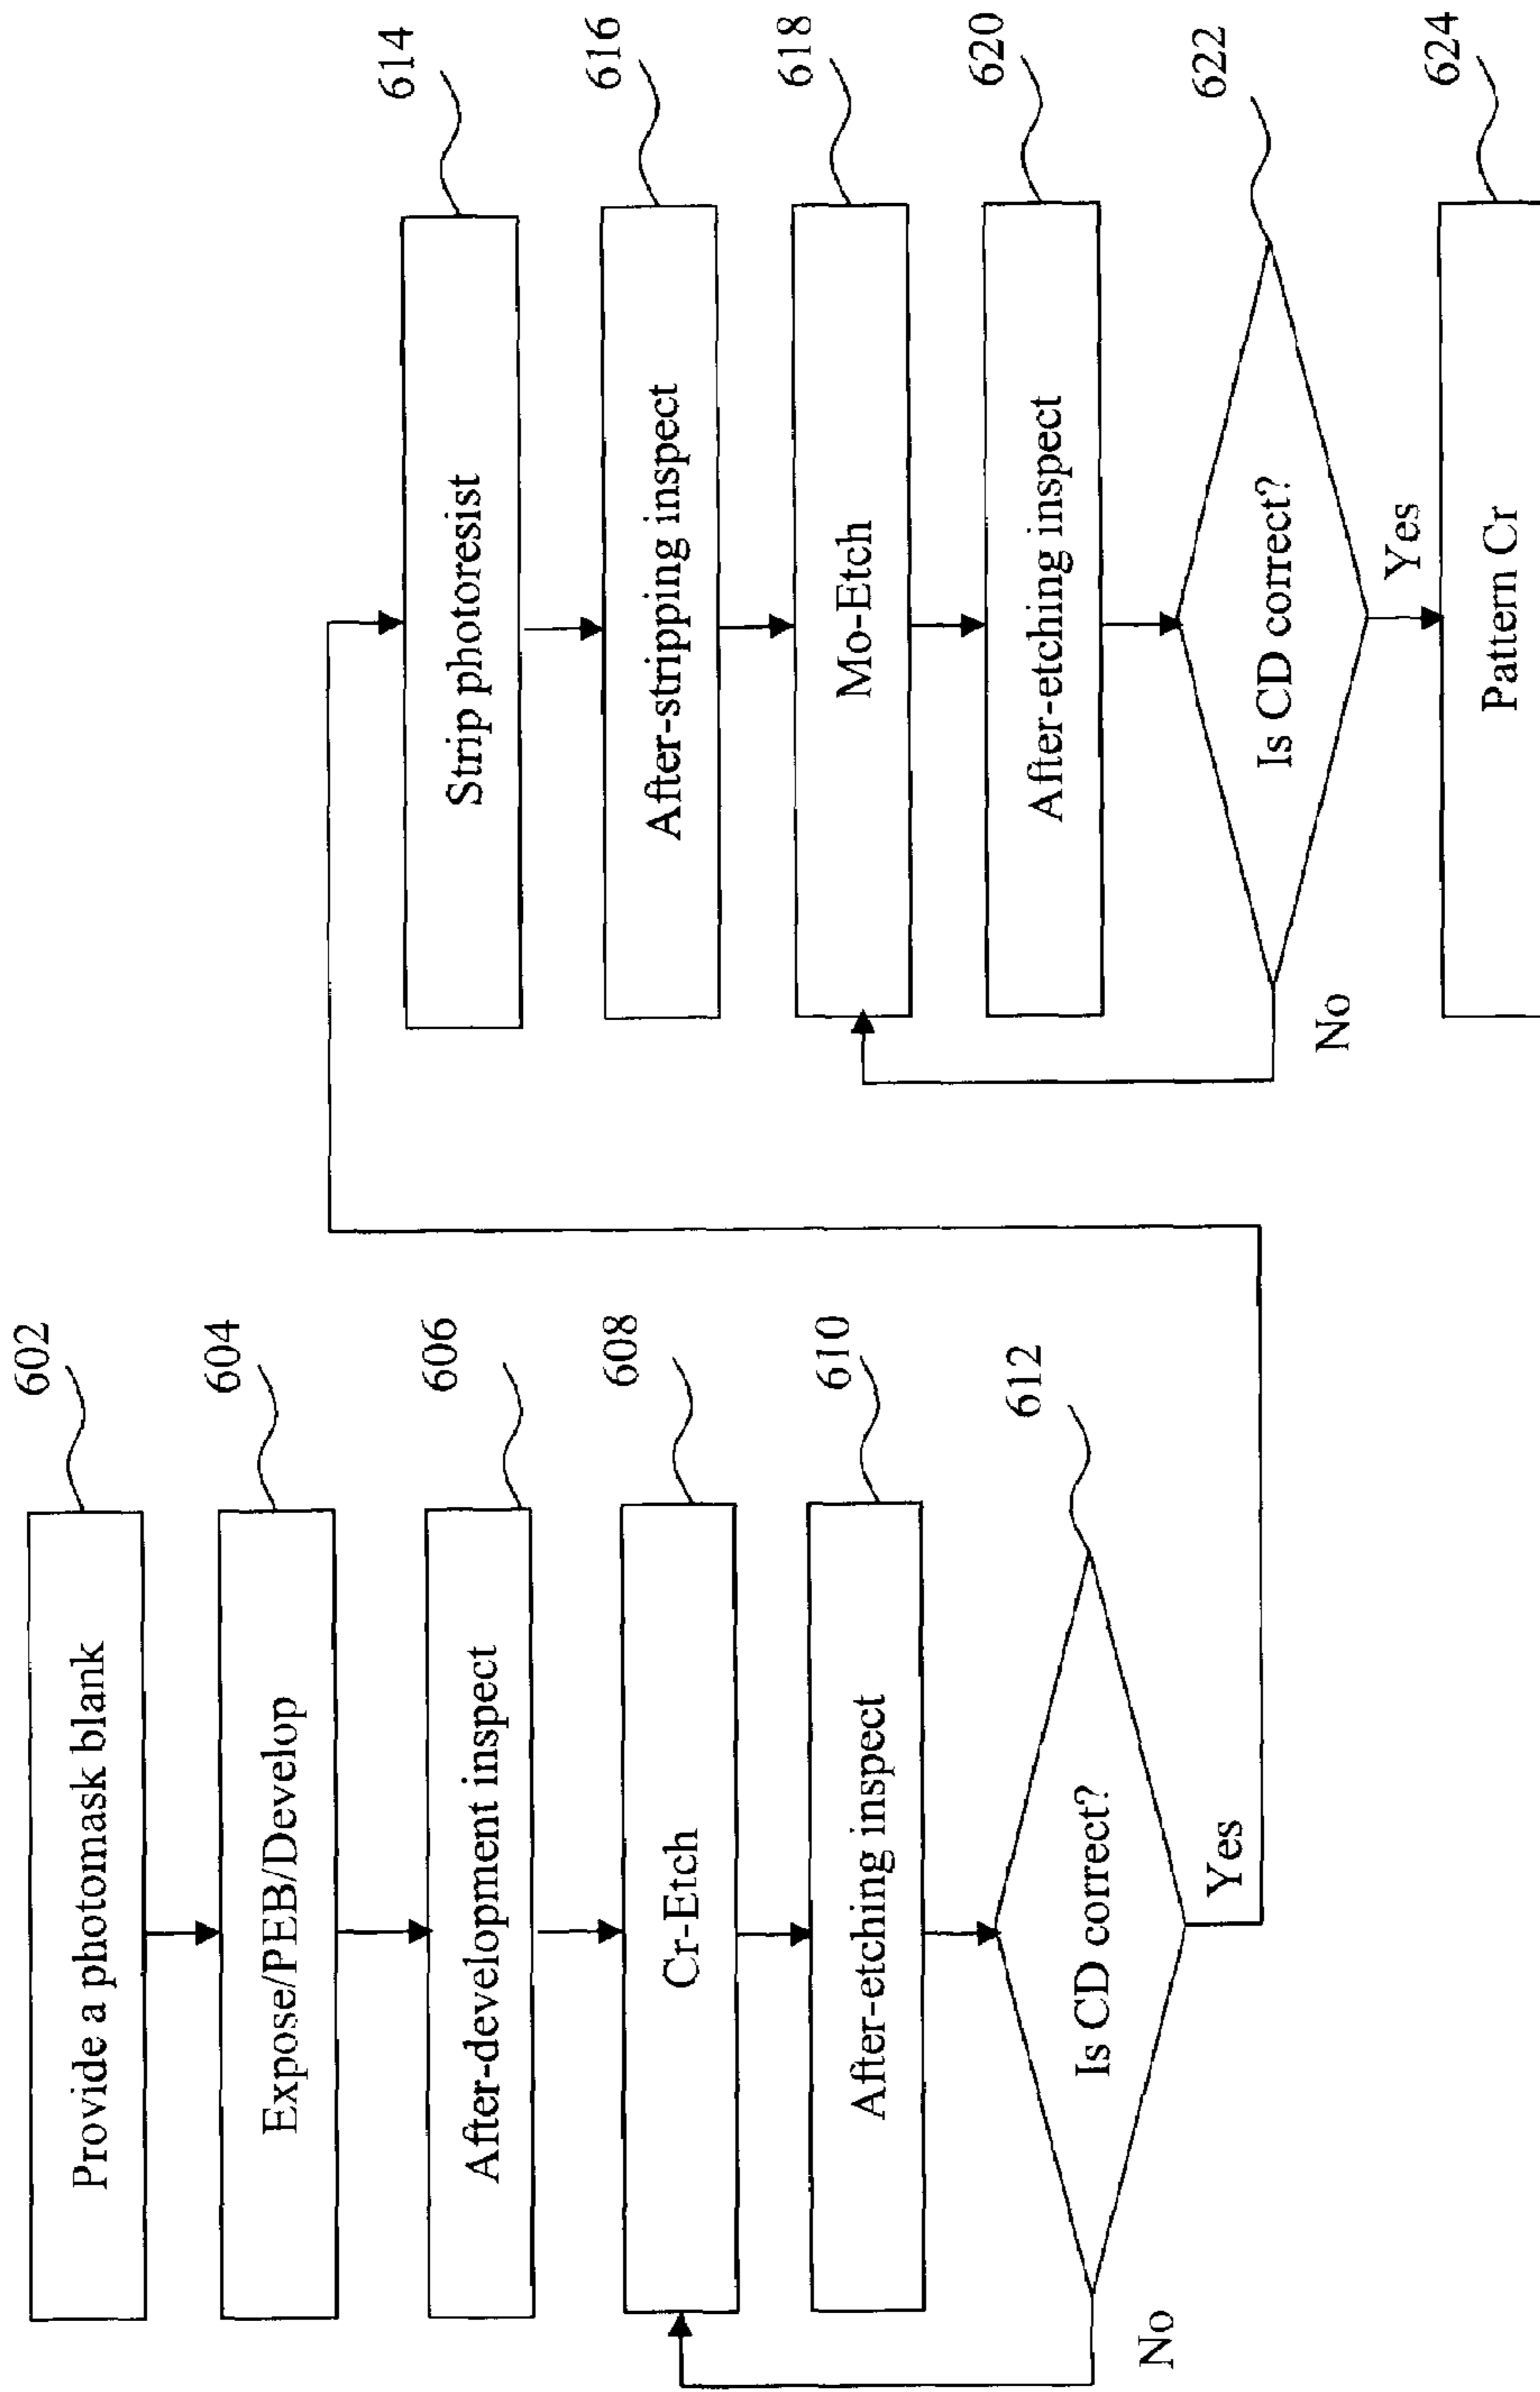 602
Provide a photomask blank
604
Expose/PEB/Develop
606
After-development inspect
608
Cr-Etch
610
After-etching inspect
612
Is CD correct?
No
Yes
614
Strip photoresist
616
After-stripping inspect
618
Mo-Etch
620
After-etching inspect
622
Is CD correct?
No
Yes
624
Pattern Cr